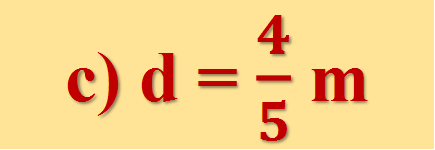 c) d = 4/5 m